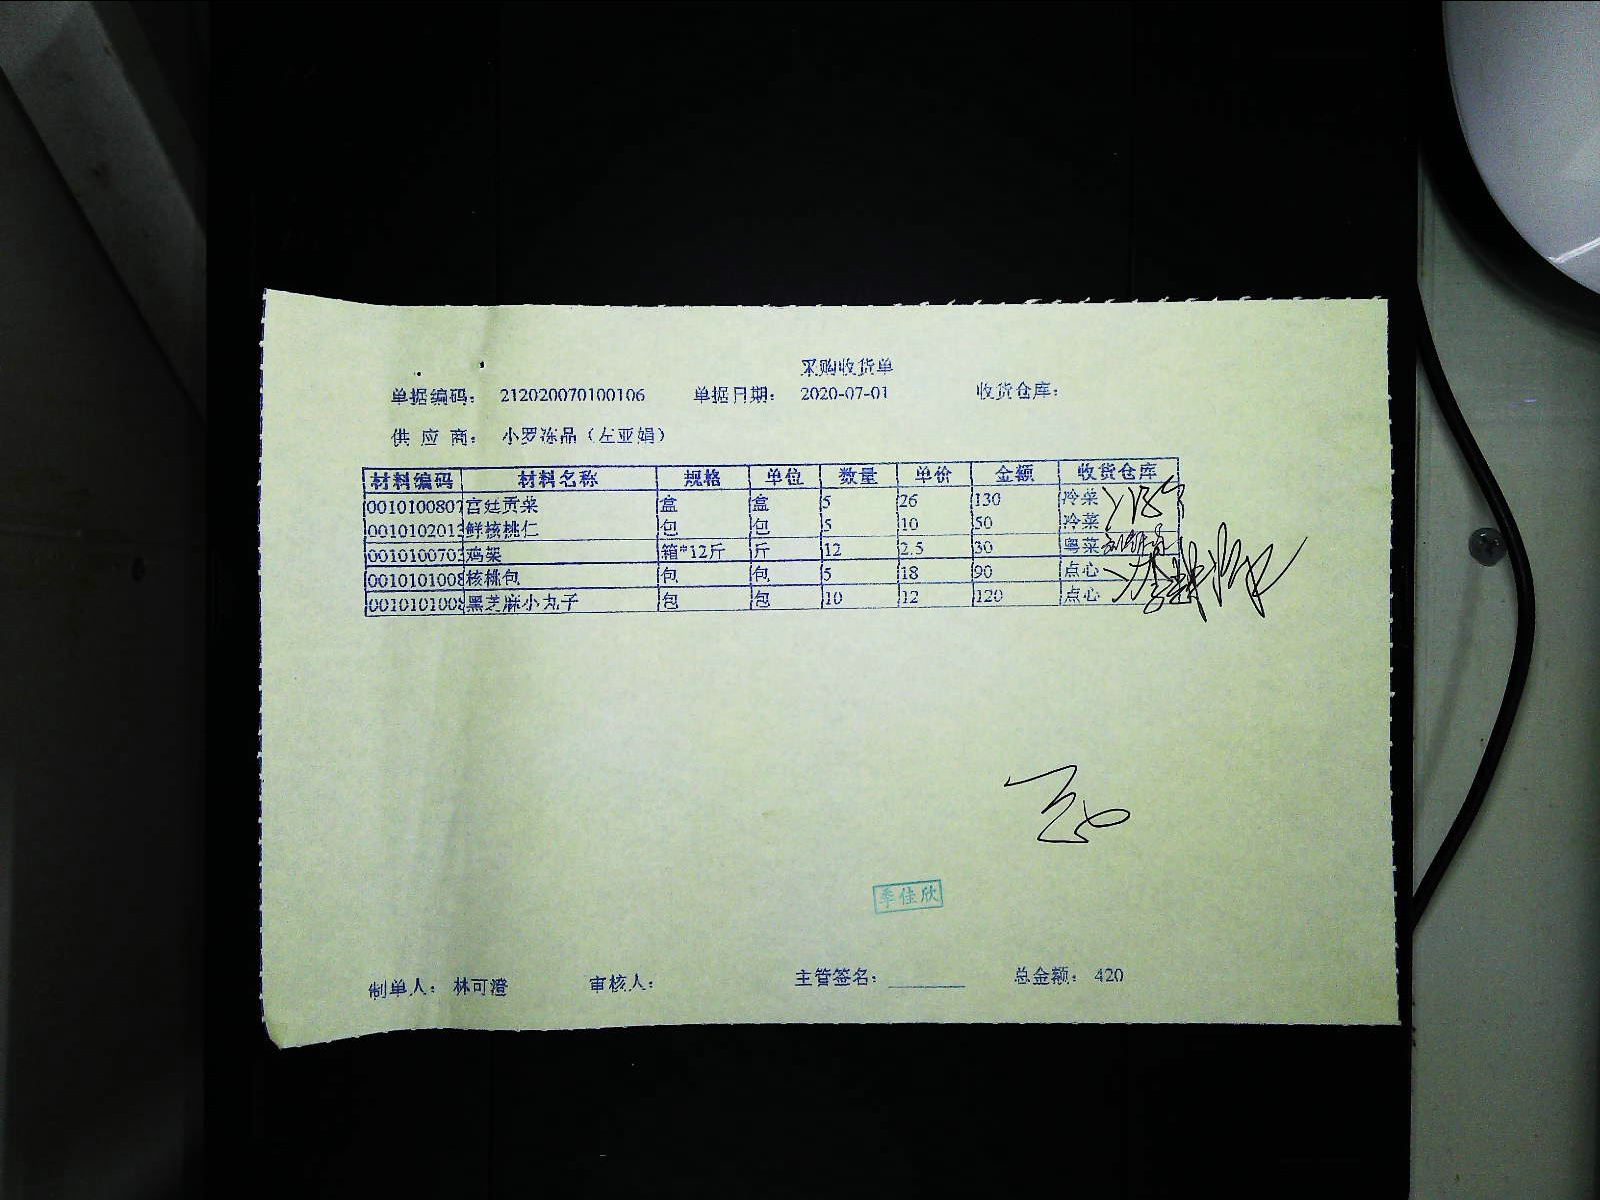 采购收货单
单据编码： 212020070100106 单据日期： 2020-07-01 收货仓库：
供 应 商： 小罗冻品（左亚娟）
材料编码 材料名称 规格 单位 数量 单价 金额 收货仓库
0010100807 宫廷贡菜 盒 盒 5 26 130 冷菜
0010102013 鲜核桃仁 包 包 5 10 50 冷菜
0010100703 鸡架 箱*12斤 斤 12 2.5 30 粤菜
0010101008 核桃包 包 包 5 18 90 点心
0010101008 黑芝麻小丸子 包 包 10 12 120 点心
季佳欣
制单人： 林可澄 审核人： 主管签名： 总金额： 420